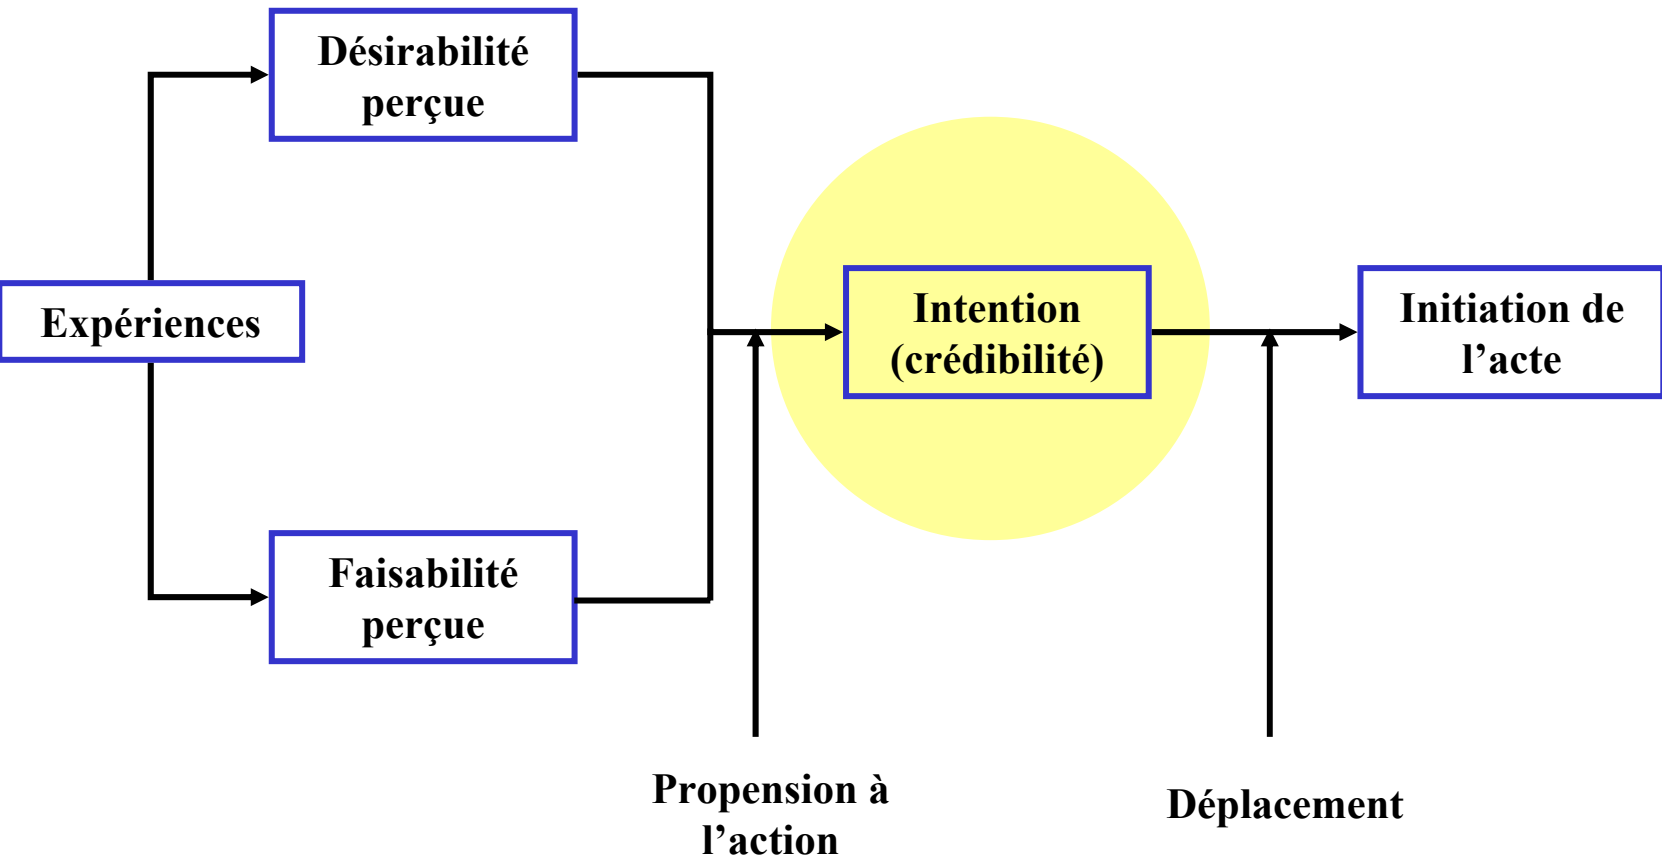 Désirabilité
perçue
Expériences
Intention
(crédibilité)
Initiation de
l’acte
Faisabilité
perçue
Propension à
l’action
Déplacement